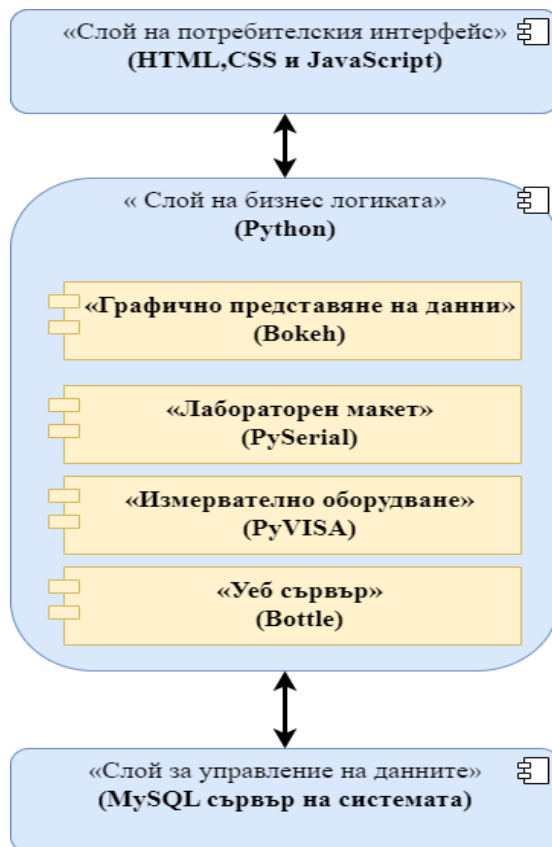 «Слой на потребителския интерфейс»
(HTML,CSS и JavaScript)
« Слой на бизнес логиката»
(Python)
«Графично представяне на данни»
(Bokeh)
«Лабораторен макет»
(PySerial)
«Измервателно оборудване»
(PyVISA)
«Уеб сървър»
(Bottle)
«Слой за управление на данните»
(MySQL сървър на системата)